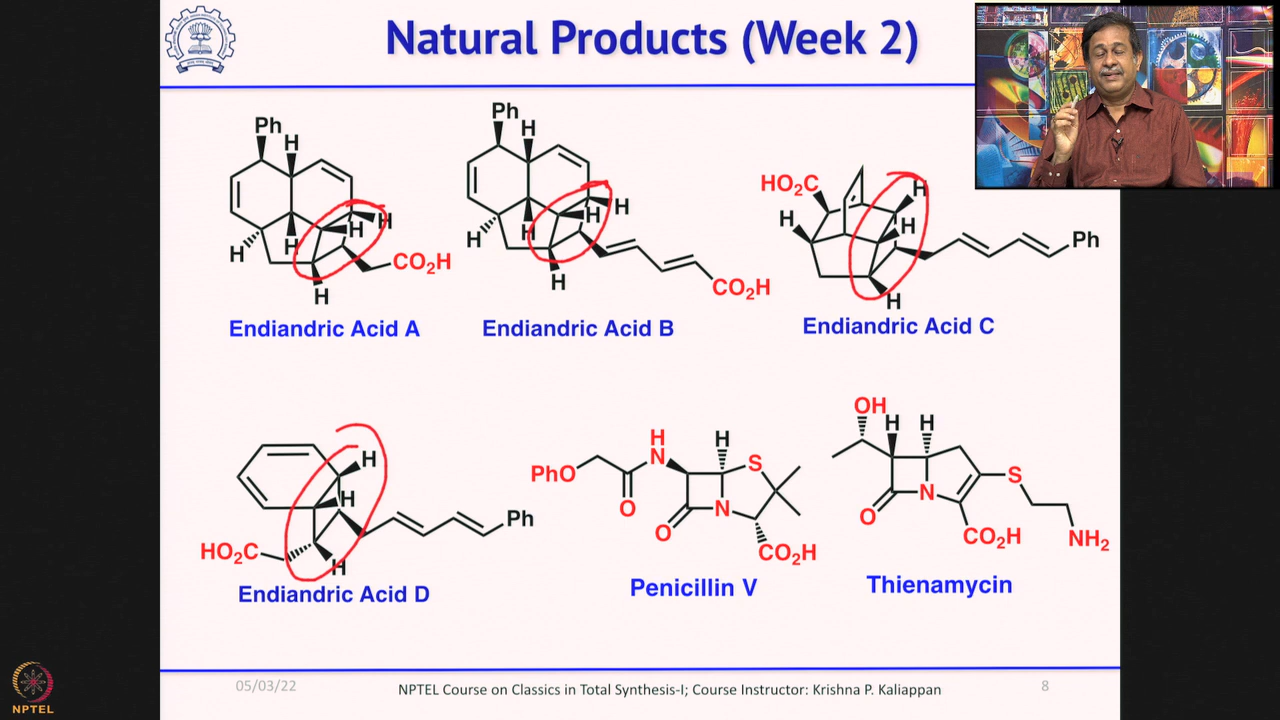 Natural Products (Week 2)
Ph
H
H
H
H
H
H
CO₂H
Endiandric Acid A
Ph
H
H
H
H
H
H
CO₂H
Endiandric Acid B
HO₂C
H
H
H
H
Ph
Endiandric Acid C
H
H
H
HO₂C
Ph
Endiandric Acid D
PhO
O
H
N
H
S
N
O
CO₂H
Penicillin V
OH
H
H
N
O
S
CO₂H
NH₂
Thienamycin
05/03/22
NPTEL Course on Classics in Total Synthesis-I; Course Instructor: Krishna P. Kaliappan
8
NPTEL